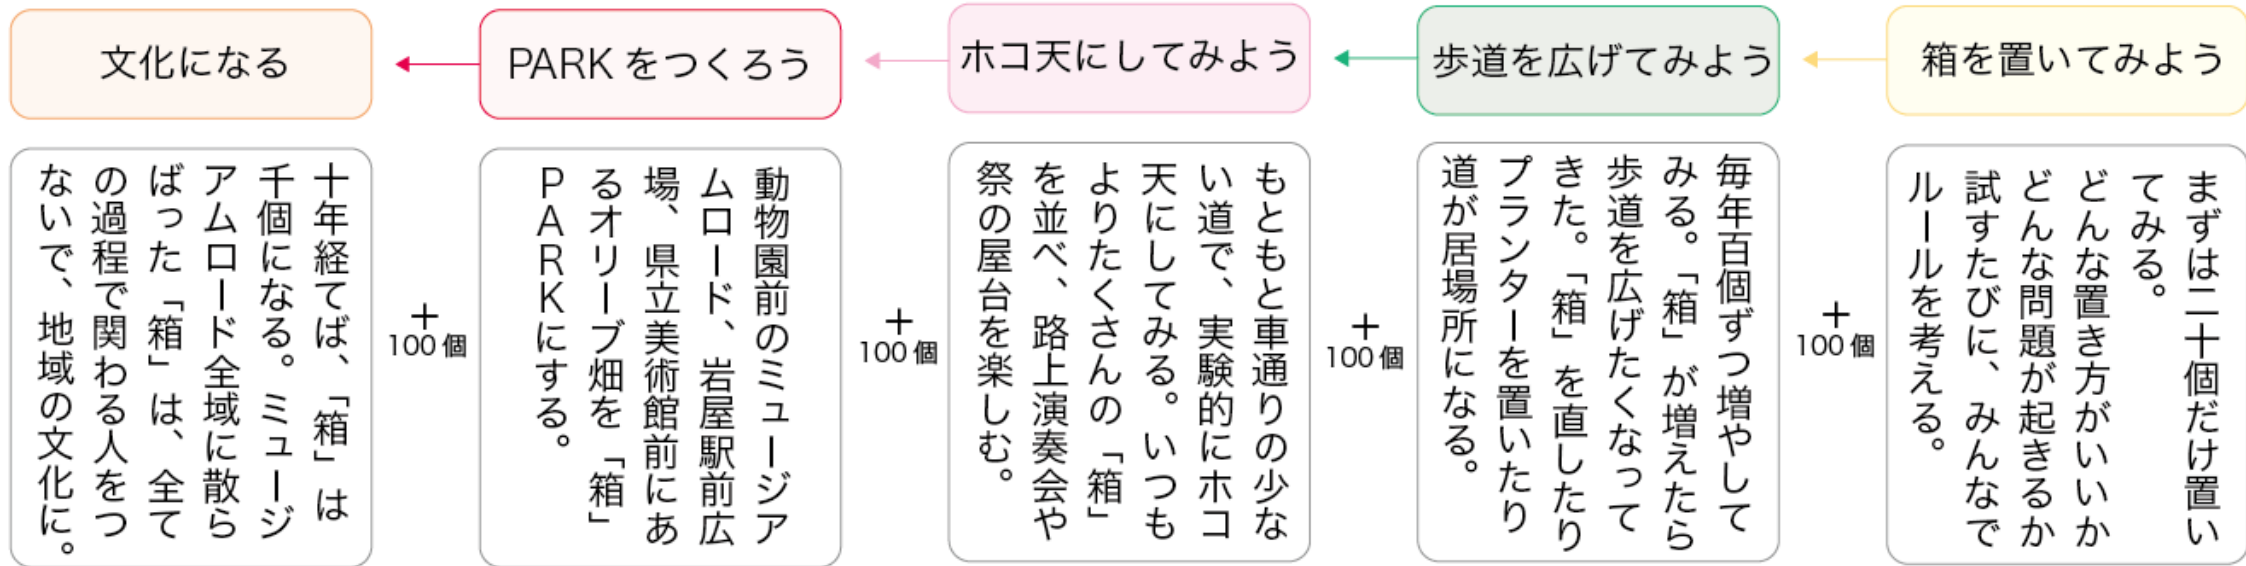 箱を置いてみよう
まずは二十個だけ置い
てみる。
どんな置き方がいいか
どんな問題が起きるか
試すたびに、みんなで
ルールを考える。
＋
100個
歩道を広げてみよう
毎年百個ずつ増やして
みる。「箱」が増えたら
歩道を広げたくなって
きた。「箱」を直したり
プランターを置いたり
道が居場所になる。
＋
100個
ホコ天にしてみよう
もともと車通りの少な
い道で、実験的にホコ
天にしてみる。いつも
よりたくさんの「箱」
を並べ、路上演奏会や
祭の屋台を楽しむ。
＋
100個
PARKをつくろう
動物園前のミュージア
ムロード、岩屋駅前広
場、県立美術館前にあ
るオリーブ畑を「箱」
PARKにする。
＋
100個
文化になる
十年経てば、「箱」は
千個になる。ミュージ
アムロード全域に散ら
ばった「箱」は、全て
の過程で関わる人をつ
ないで、地域の文化に。